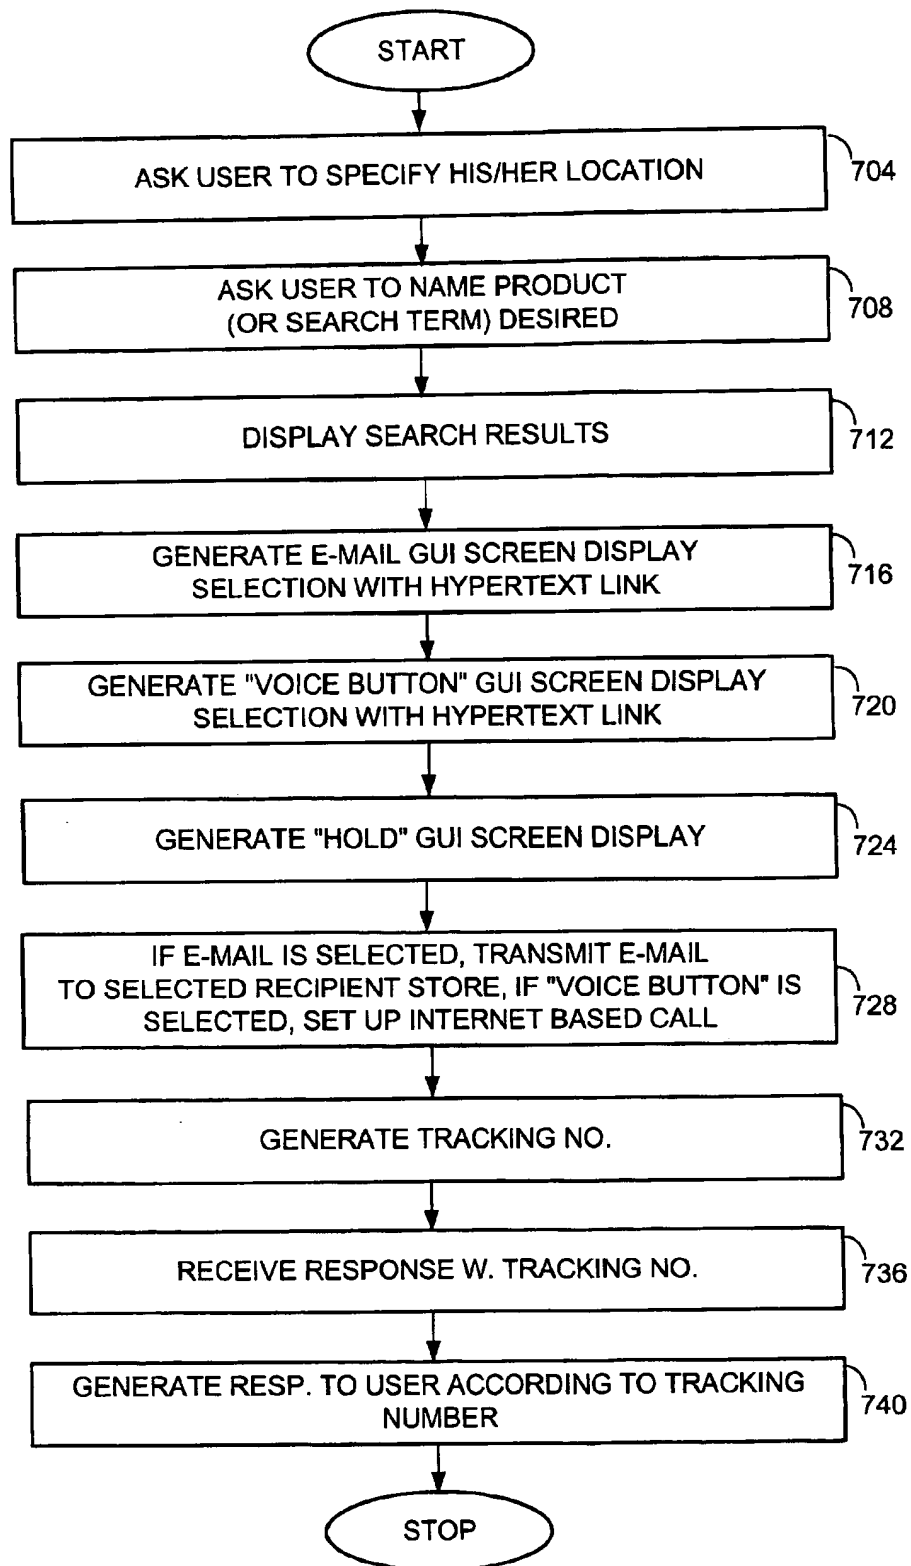 START
ASK USER TO SPECIFY HIS/HER LOCATION
704
ASK USER TO NAME PRODUCT
(OR SEARCH TERM) DESIRED
708
DISPLAY SEARCH RESULTS
712
GENERATE E-MAIL GUI SCREEN DISPLAY
SELECTION WITH HYPERTEXT LINK
716
GENERATE "VOICE BUTTON" GUI SCREEN DISPLAY
SELECTION WITH HYPERTEXT LINK
720
GENERATE "HOLD" GUI SCREEN DISPLAY
724
IF E-MAIL IS SELECTED, TRANSMIT E-MAIL
TO SELECTED RECIPIENT STORE, IF "VOICE BUTTON" IS
SELECTED, SET UP INTERNET BASED CALL
728
GENERATE TRACKING NO.
732
RECEIVE RESPONSE W. TRACKING NO.
736
GENERATE RESP. TO USER ACCORDING TO TRACKING
NUMBER
740
STOP